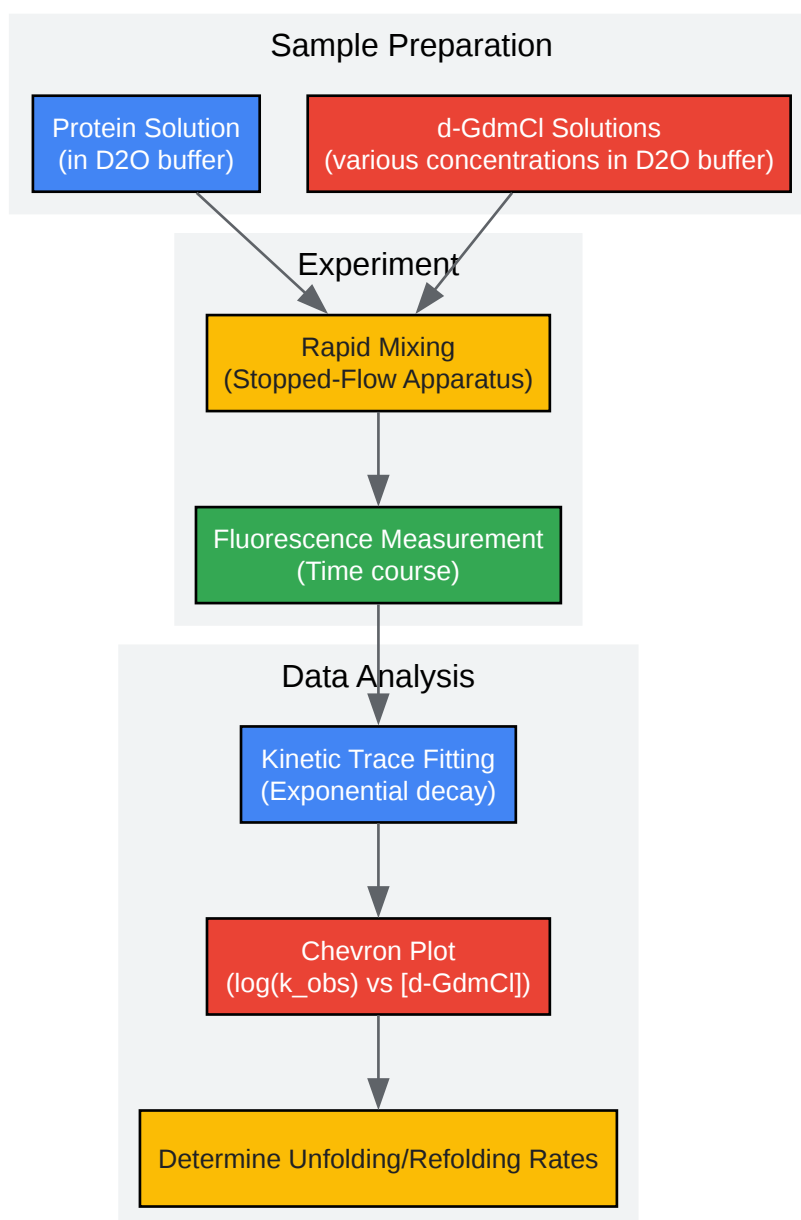 Sample Preparation
Protein Solution
(in D2O buffer)
d-GdmCl Solutions
(various concentrations in D2O buffer)
Experiment
Rapid Mixing
(Stopped-Flow Apparatus)
Fluorescence Measurement
(Time course)
Data Analysis
Kinetic Trace Fitting
(Exponential decay)
Chevron Plot
(log(k_obs) vs [d-GdmCl])
Determine Unfolding/Refolding Rates